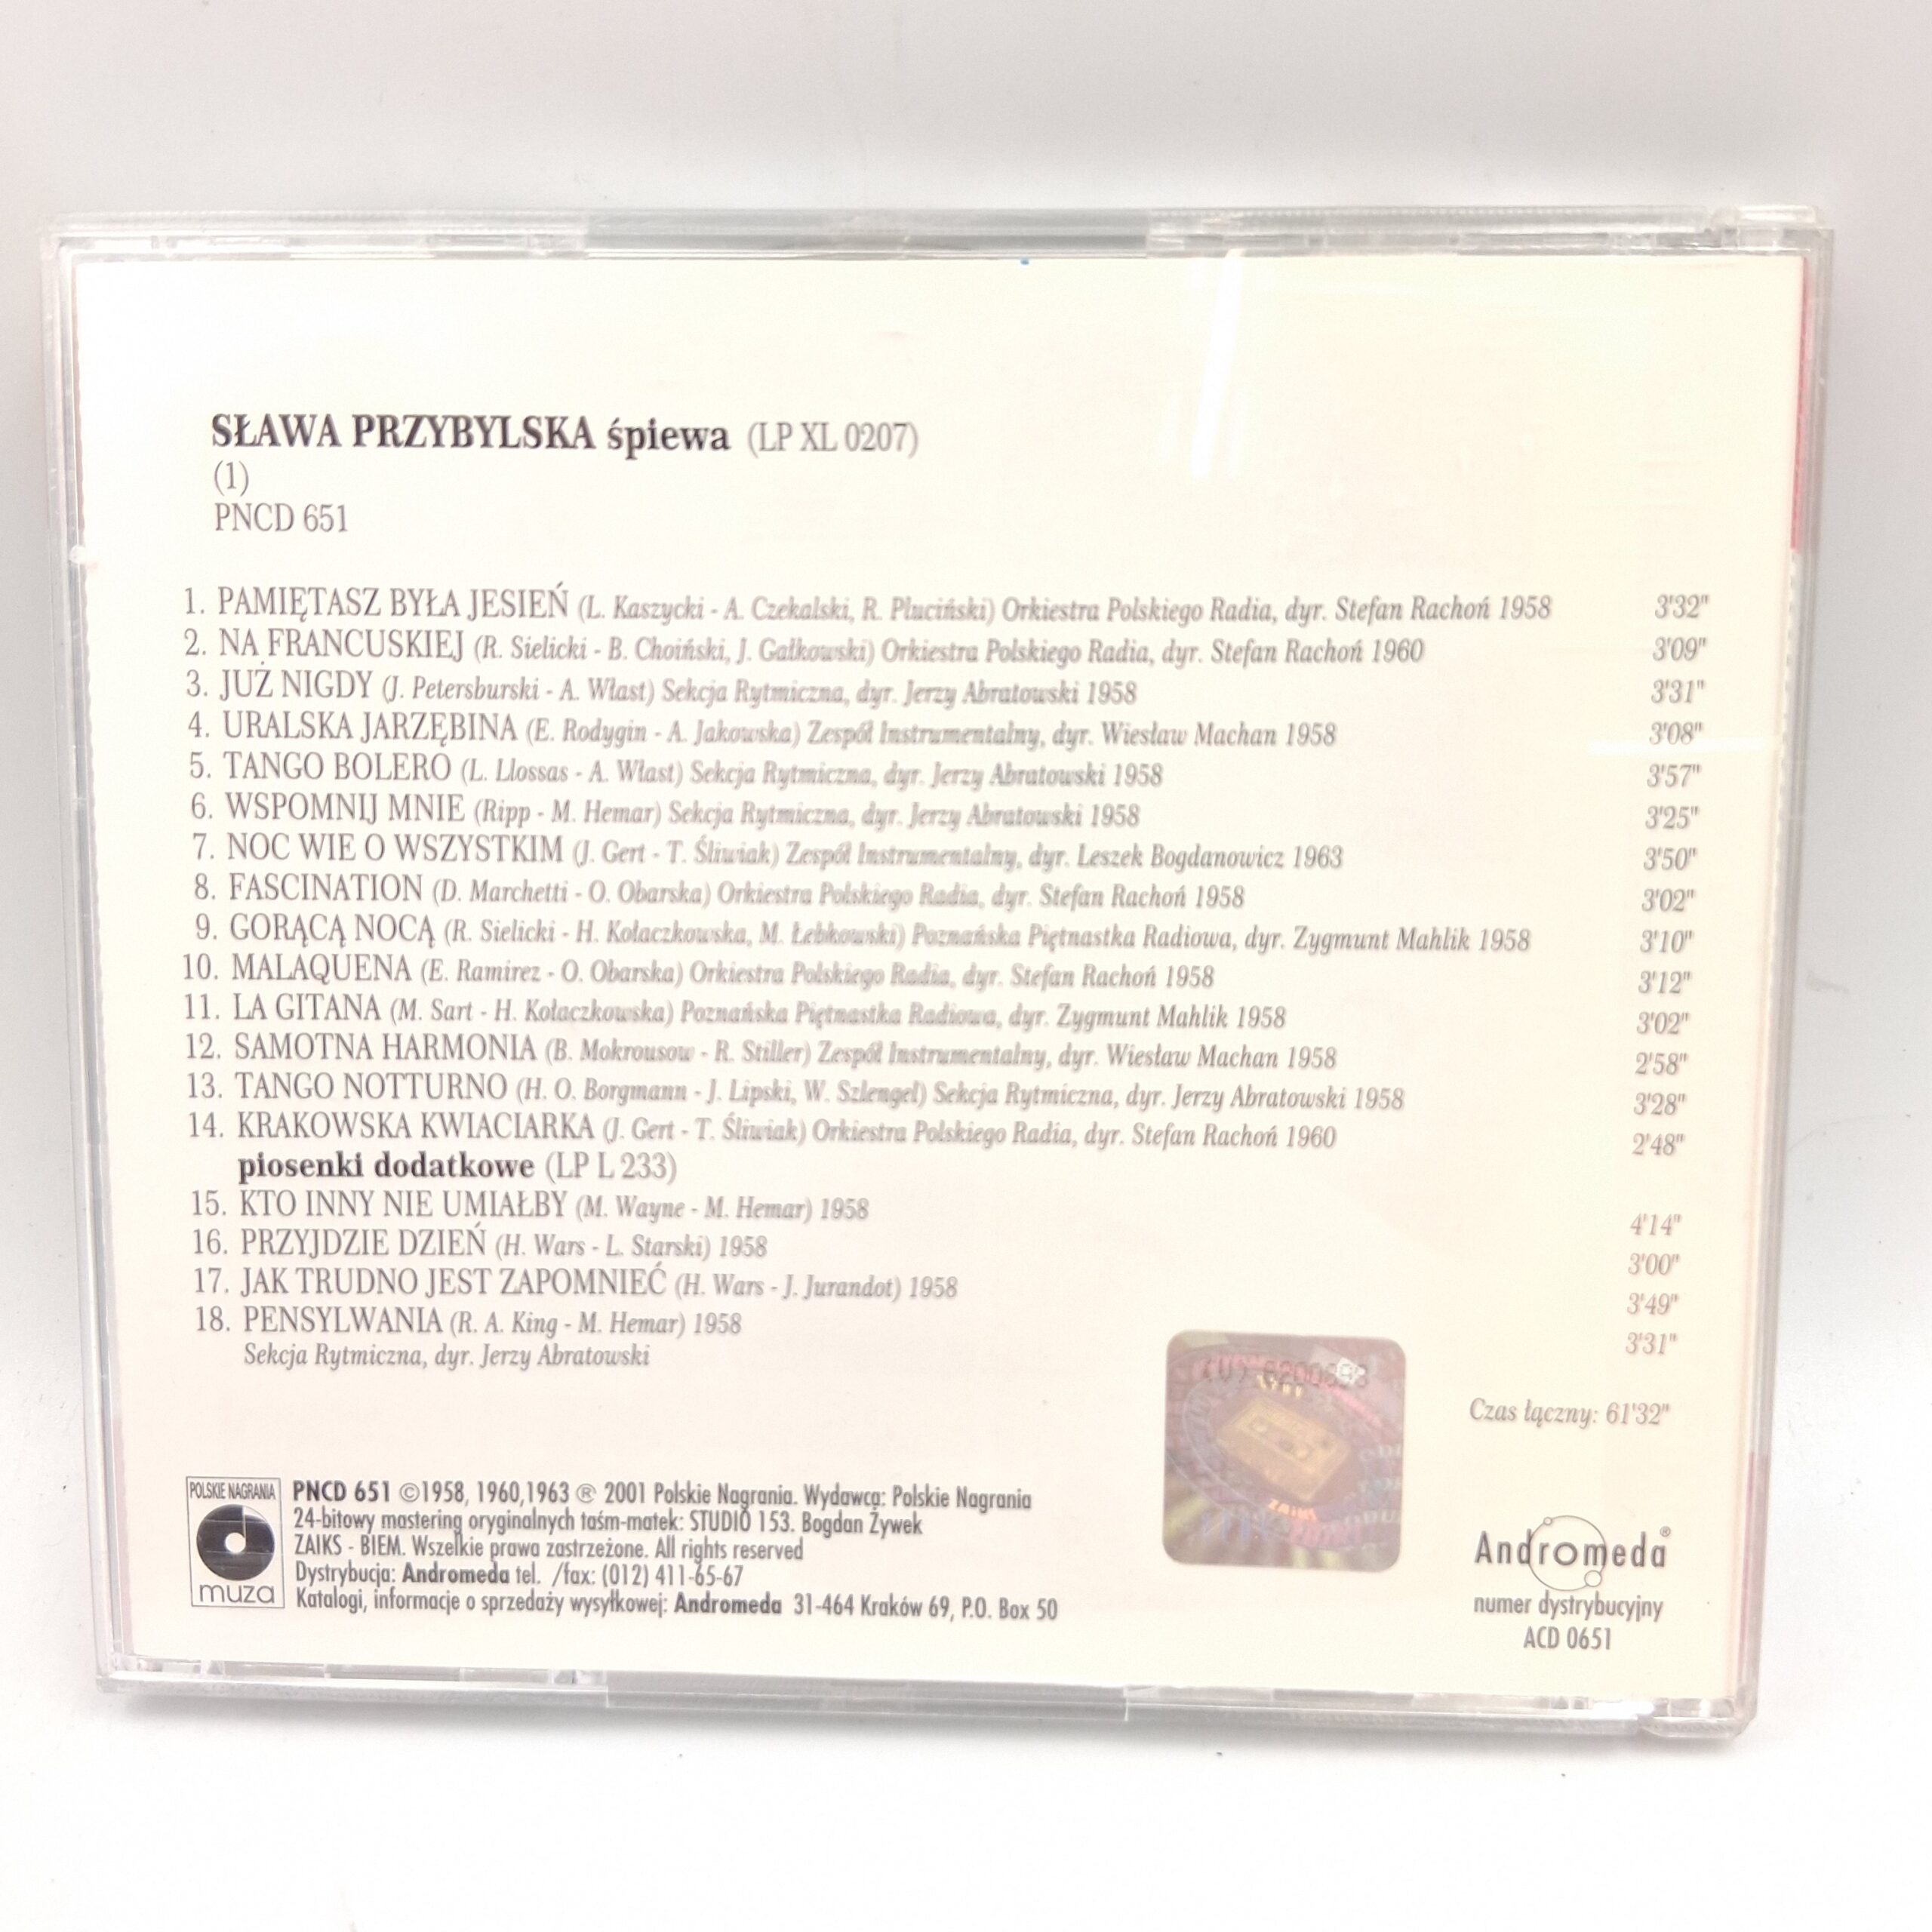 SŁAWA PRZYBYLSKA śpiewa (LP XL 0207)
(1)
PNCD 651
1. PAMIĘTASZ BYŁA JESIEŃ (L. Kaszycki - A. Czekalski, R. Pluciński) Orkiestra Polskiego Radia, dyr. Stefan Rachoń 1958 3'32"
2. NA FRANCUSKIEJ (R. Sielicki - B. Choiński, J. Gałkowski) Orkiestra Polskiego Radia, dyr. Stefan Rachoń 1960 3'09"
3. JUŻ NIGDY (J. Petersburski - A. Włast) Sekcja Rytmiczna, dyr. Jerzy Abratowski 1958 3'31"
4. URALSKA JARZĘBINA (E. Rodygin - A. Jakowska) Zespół Instrumentalny, dyr. Wiesław Machan 1958 3'08"
5. TANGO BOLERO (L. Llossas - A. Włast) Sekcja Rytmiczna, dyr. Jerzy Abratowski 1958 3'57"
6. WSPOMNIJ MNIE (Ripp - M. Hemar) Sekcja Rytmiczna, dyr. Jerzy Abratowski 1958 3'25"
7. NOC WIE O WSZYSTKIM (J. Gert - T. Śliwiak) Zespół Instrumentalny, dyr. Leszek Bogdanowicz 1963 3'50"
8. FASCINATION (D. Marchetti - O. Obarska) Orkiestra Polskiego Radia, dyr. Stefan Rachoń 1958 3'02"
9. GORĄCĄ NOCĄ (R. Sielicki - H. Kołaczkowska, M. Łebkowski) Poznańska Piętnastka Radiowa, dyr. Zygmunt Mahlik 1958 3'10"
10. MALAQUENA (E. Ramirez - O. Obarska) Orkiestra Polskiego Radia, dyr. Stefan Rachoń 1958 3'12"
11. LA GITANA (M. Sart - H. Kołaczkowska) Poznańska Piętnastka Radiowa, dyr. Zygmunt Mahlik 1958 3'02"
12. SAMOTNA HARMONIA (B. Mokrousow - R. Stiller) Zespół Instrumentalny, dyr. Wiesław Machan 1958 2'58"
13. TANGO NOTTURNO (H. O. Borgmann - J. Lipski, W. Szlengel) Sekcja Rytmiczna, dyr. Jerzy Abratowski 1958 3'28"
14. KRAKOWSKA KWIACIARKA (J. Gert - T. Śliwiak) Orkiestra Polskiego Radia, dyr. Stefan Rachoń 1960 2'48"
piosenki dodatkowe (LP L 233)
15. KTO INNY NIE UMIAŁBY (M. Wayne - M. Hemar) 1958 4'14"
16. PRZYJDZIE DZIEŃ (H. Wars - L. Starski) 1958 3'00"
17. JAK TRUDNO JEST ZAPOMNIEĆ (H. Wars - J. Jurandot) 1958 3'49"
18. PENSYLWANIA (R. A. King - M. Hemar) 1958 3'31"
Sekcja Rytmiczna, dyr. Jerzy Abratowski
Czas łączny: 61'32"
POLSKIE NAGRANIA
muza
PNCD 651 ©1958, 1960,1963 ® 2001 Polskie Nagrania. Wydawca: Polskie Nagrania
24-bitowy mastering oryginalnych taśm-matek: STUDIO 153. Bogdan Żywek
ZAIKS - BIEM. Wszelkie prawa zastrzeżone. All rights reserved
Dystrybucja: Andromeda tel. /fax: (012) 411-65-67
Katalogi, informacje o sprzedaży wysyłkowej: Andromeda 31-464 Kraków 69, P.O. Box 50
ZAIKS
Andromeda®
numer dystrybucyjny
ACD 0651